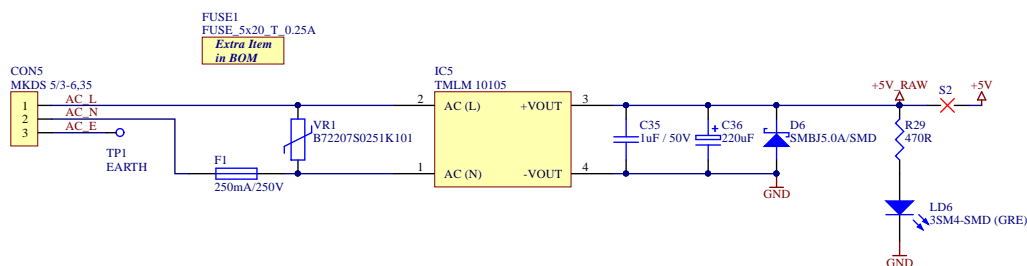 FUSE1
FUSE_5x20_T_0.25A
Extra Item
in BOM
CON5
MKDS 5/3-6,35
1
2
3
AC_L
AC_N
AC_E
TP1
EARTH
F1
250mA/250V
VR1
B72207S0251K101
IC5
TMLM 10105
2
AC (L)
+VOUT
3
1
AC (N)
-VOUT
4
C35
1uF / 50V
C36
220uF
D6
SMBJ5.0A/SMD
GND
+5V_RAW
S2
+5V
R29
470R
LD6
3SM4-SMD (GRE)
GND